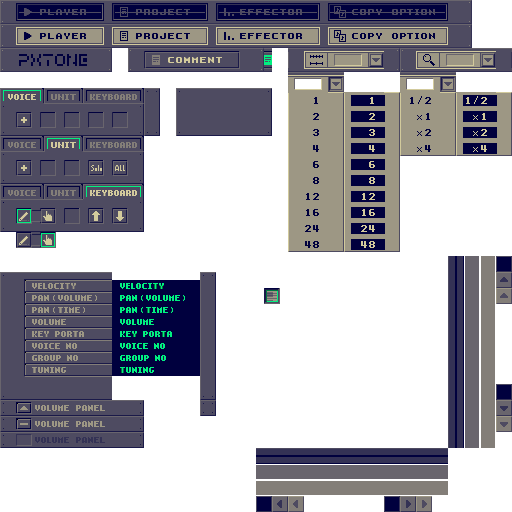 PLAYER PROJECT EFFECTOR COPY OPTION
PLAYER PROJECT EFFECTOR COPY OPTION
PXTONE COMMENT
VOICE UNIT KEYBOARD
1 1 1/2 1/2
2 2 ×1 ×1
3 3 ×2 ×2
4 4 ×4 ×4
6 6
8 8
12 12
16 16
24 24
48 48
VOICE UNIT KEYBOARD
Solo ALL
VOICE UNIT KEYBOARD
VELOCITY VELOCITY
PAN(VOLUME) PAN(VOLUME)
PAN(TIME) PAN(TIME)
VOLUME VOLUME
KEY PORTA KEY PORTA
VOICE NO VOICE NO
GROUP NO GROUP NO
TUNING TUNING
VOLUME PANEL
VOLUME PANEL
VOLUME PANEL